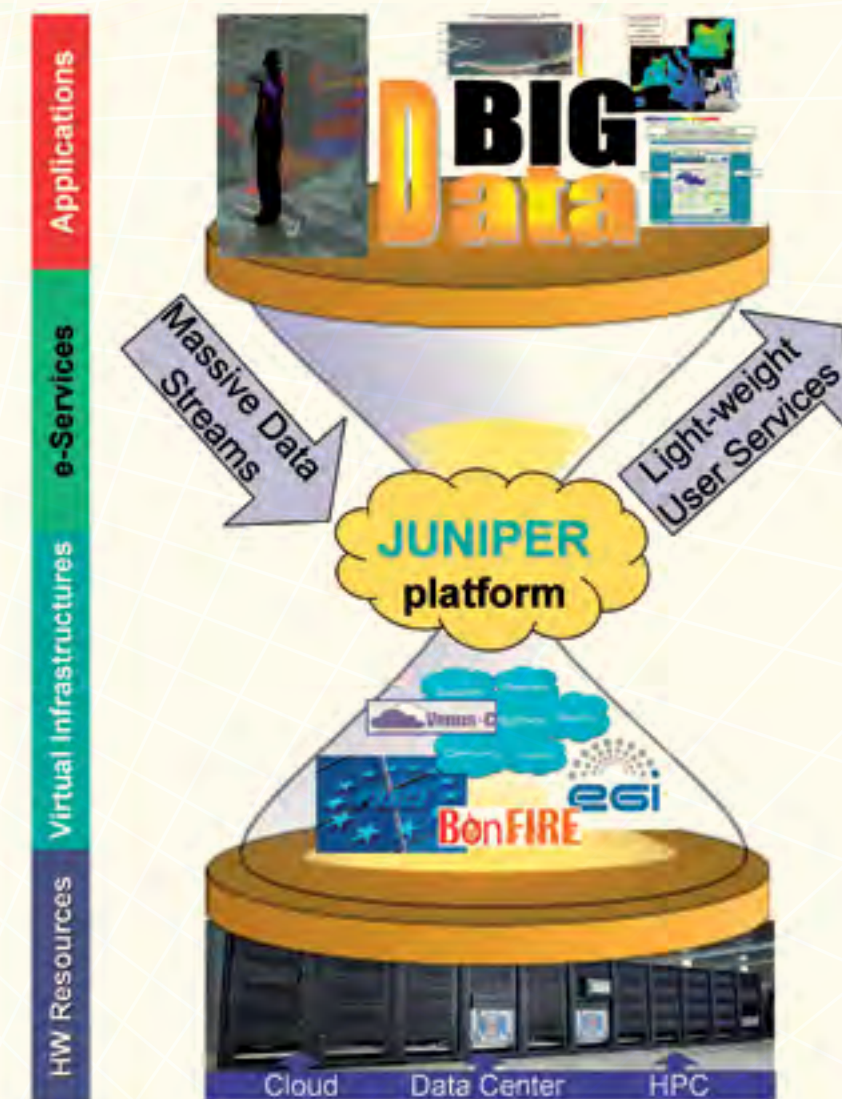 Applications
e-Services
Virtual Infrastructures
HW Resources
BIG
Data
Massive Data
Streams
Light-weight
User Services
JUNIPER
platform
Venus-C
egi
BonFIRE
Cloud
Data Center
HPC